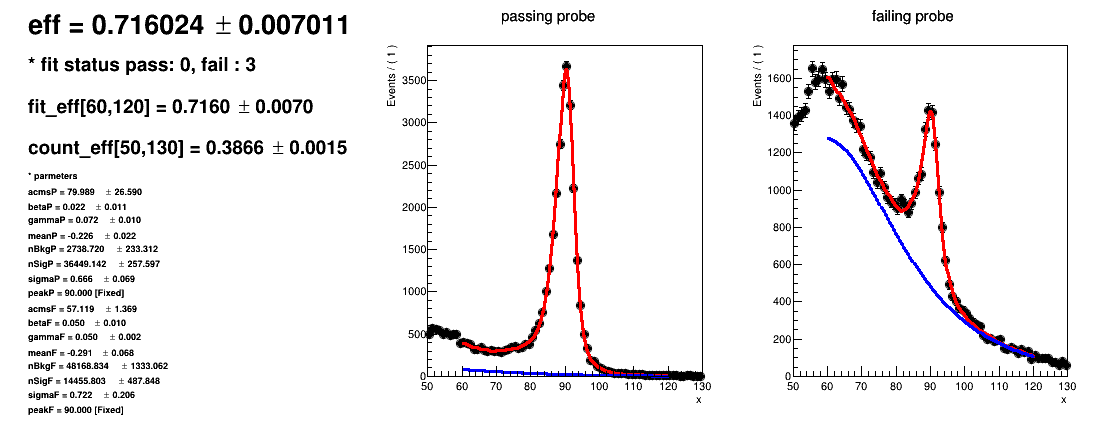 eff = 0.716024 ± 0.007011
* fit status pass: 0, fail : 3
fit_eff[60,120] = 0.7160 ± 0.0070
count_eff[50,130] = 0.3866 ± 0.0015
* parmeters
acmsP = 79.989 ± 26.590
betaP = 0.022 ± 0.011
gammaP = 0.072 ± 0.010
meanP = -0.226 ± 0.022
nBkgP = 2738.720 ± 233.312
nSigP = 36449.142 ± 257.597
sigmaP = 0.666 ± 0.069
peakP = 90.000 [Fixed]
acmsF = 57.119 ± 1.369
betaF = 0.050 ± 0.010
gammaF = 0.050 ± 0.002
meanF = -0.291 ± 0.068
nBkgF = 48168.834 ± 1333.062
nSigF = 14455.803 ± 487.848
sigmaF = 0.722 ± 0.206
peakF = 90.000 [Fixed]
passing probe
Events / ( 1 )
3500
3000
2500
2000
1500
1000
500
0
50 60 70 80 90 100 110 120 130
x
failing probe
Events / ( 1 )
1600
1400
1200
1000
800
600
400
200
0
50 60 70 80 90 100 110 120 130
x